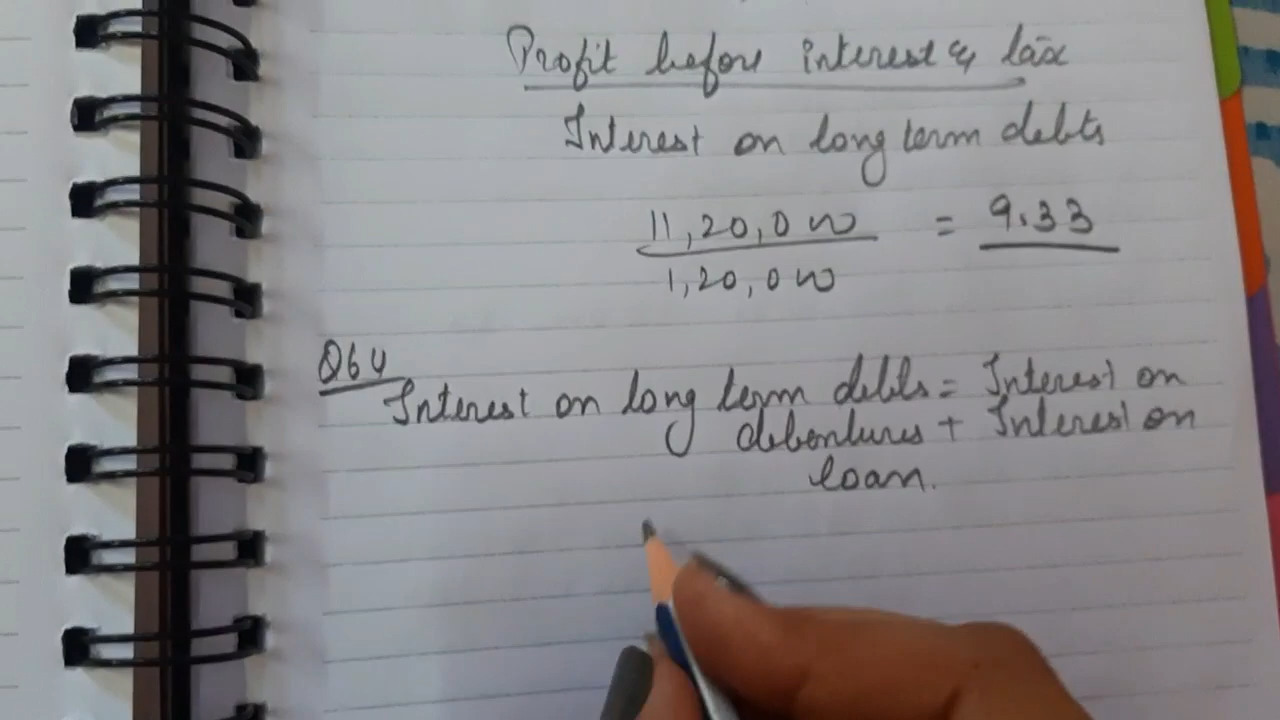 Profit before interest & tax
Interest on long term debts
11,20,000 = 9.33
1,20,000
Q64
Interest on long term debts = Interest on
debentures + Interest on
loan.